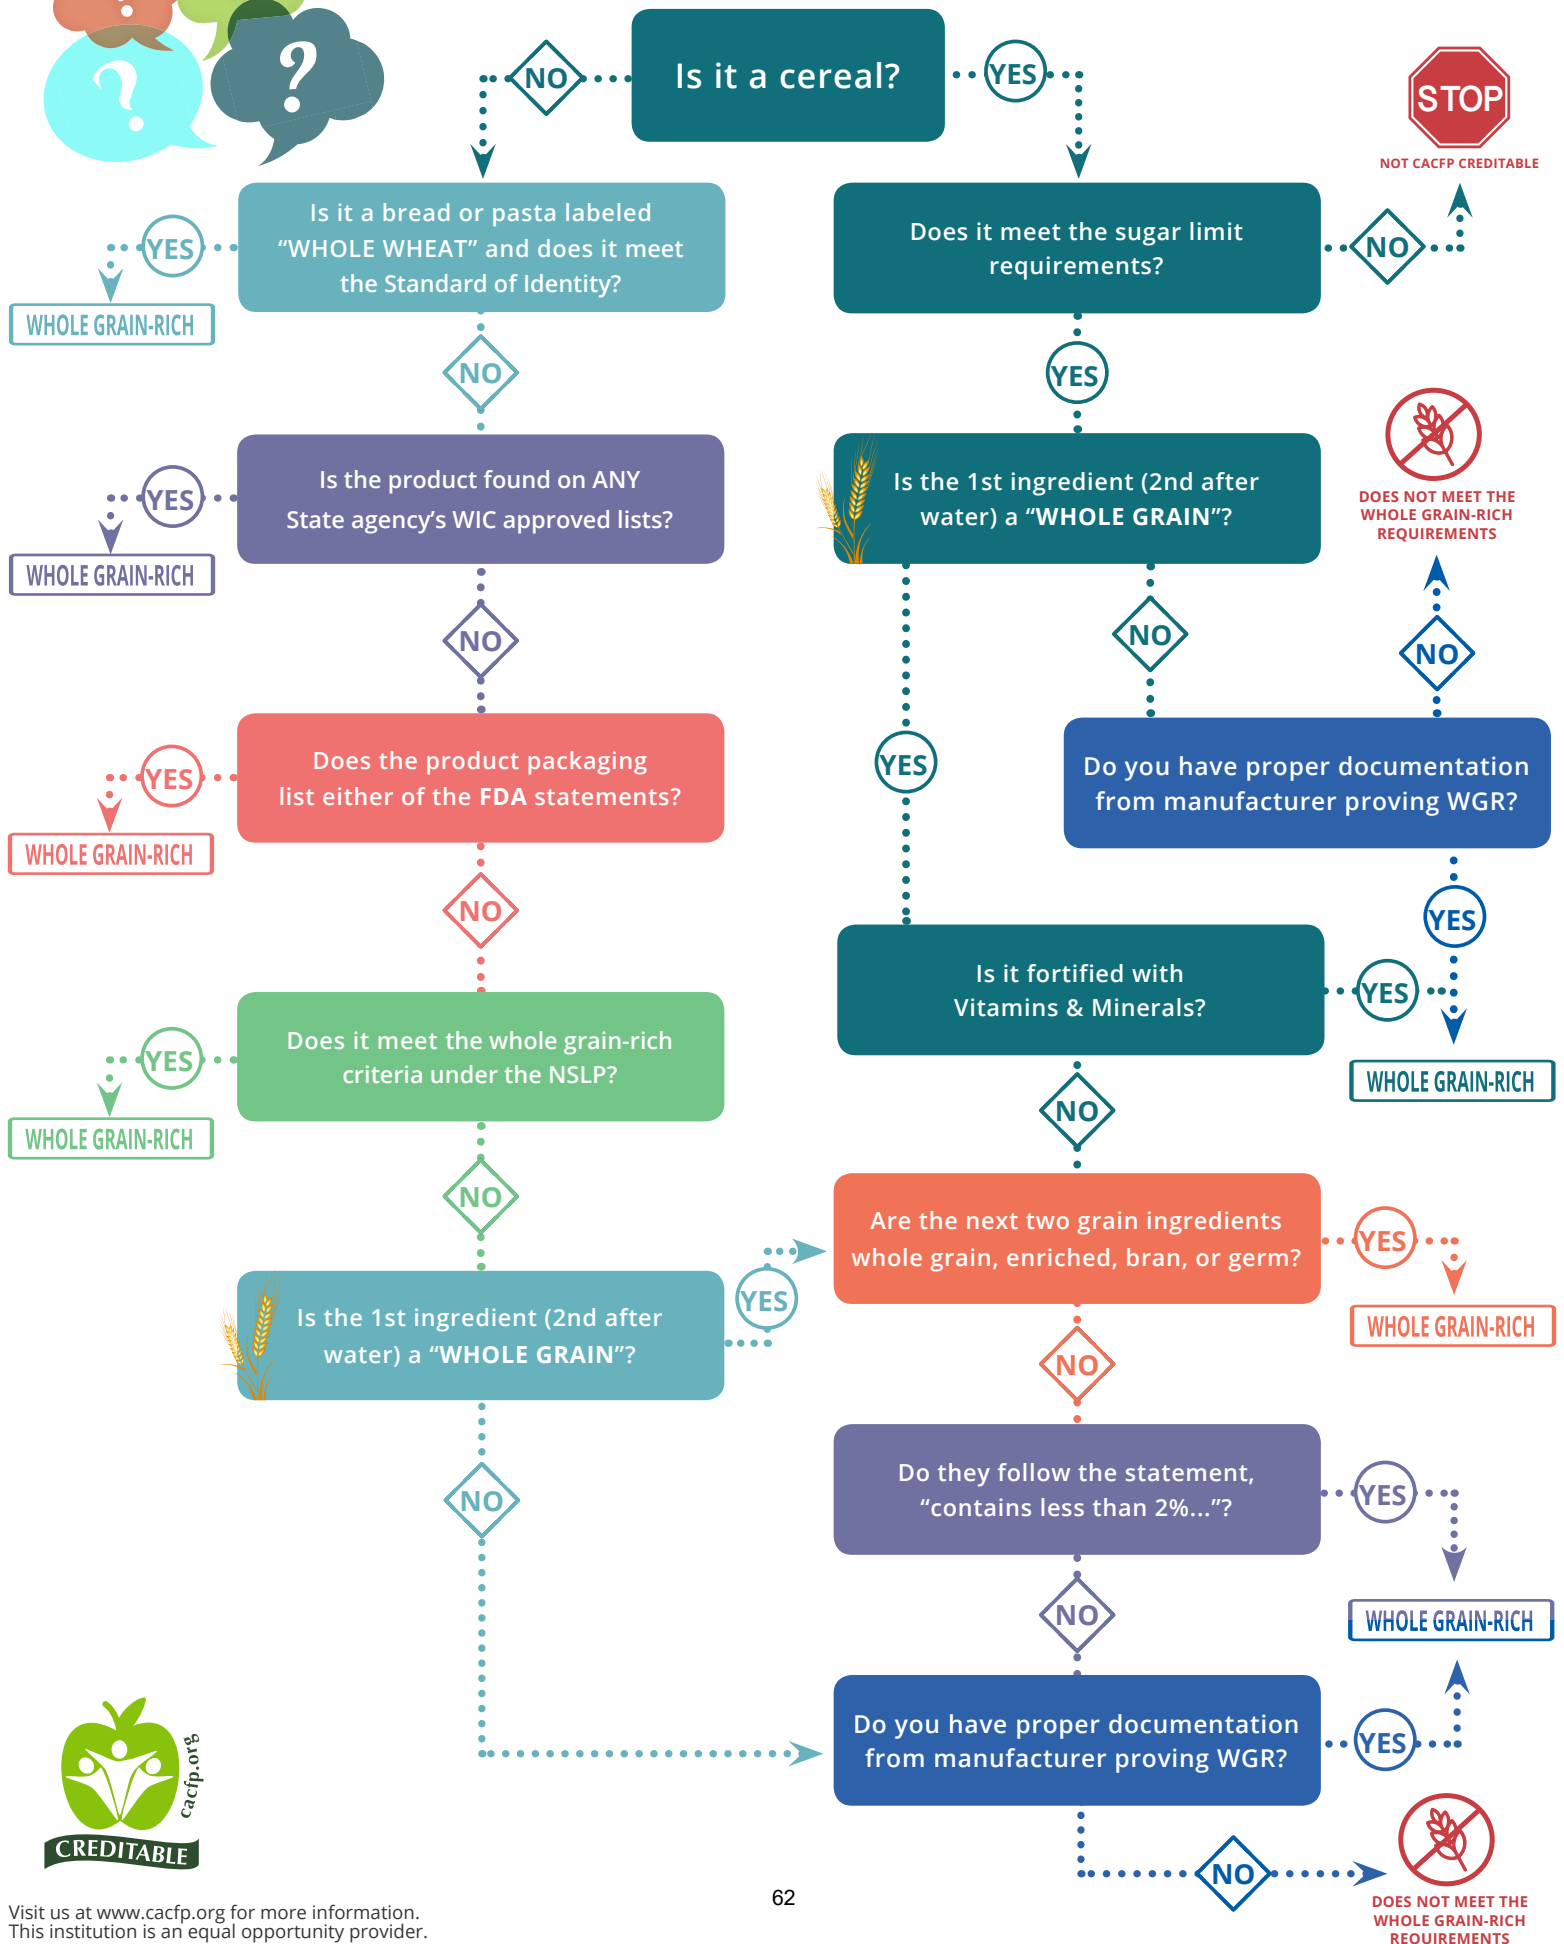 ?
?
?
Is it a cereal?
NO
YES
STOP
NOT CACFP CREDITABLE
Is it a bread or pasta labeled
“WHOLE WHEAT” and does it meet
the Standard of Identity?
YES
WHOLE GRAIN-RICH
NO
Does it meet the sugar limit
requirements?
NO
YES
Is the product found on ANY
State agency’s WIC approved lists?
YES
WHOLE GRAIN-RICH
NO
Is the 1st ingredient (2nd after
water) a “WHOLE GRAIN”?
YES
NO
DOES NOT MEET THE
WHOLE GRAIN-RICH
REQUIREMENTS
NO
Do you have proper documentation
from manufacturer proving WGR?
YES
Does the product packaging
list either of the FDA statements?
YES
WHOLE GRAIN-RICH
NO
Is it fortified with
Vitamins & Minerals?
YES
WHOLE GRAIN-RICH
NO
Does it meet the whole grain-rich
criteria under the NSLP?
YES
WHOLE GRAIN-RICH
NO
Are the next two grain ingredients
whole grain, enriched, bran, or germ?
YES
WHOLE GRAIN-RICH
NO
Is the 1st ingredient (2nd after
water) a “WHOLE GRAIN”?
YES
NO
Do they follow the statement,
“contains less than 2%...”?
YES
WHOLE GRAIN-RICH
NO
Do you have proper documentation
from manufacturer proving WGR?
YES
NO
DOES NOT MEET THE
WHOLE GRAIN-RICH
REQUIREMENTS
cacfp.org
CREDITABLE
62
Visit us at www.cacfp.org for more information.
This institution is an equal opportunity provider.